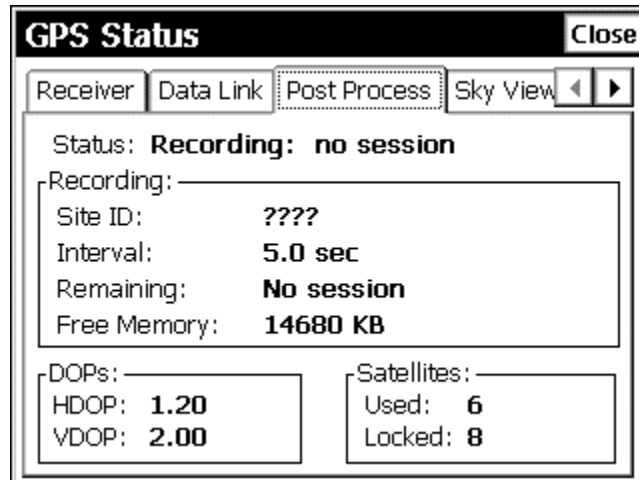 GPS Status Close
Receiver Data Link Post Process Sky View
Status: Recording: no session
Recording:
Site ID: ????
Interval: 5.0 sec
Remaining: No session
Free Memory: 14680 KB
DOPs:
HDOP: 1.20
VDOP: 2.00
Satellites:
Used: 6
Locked: 8